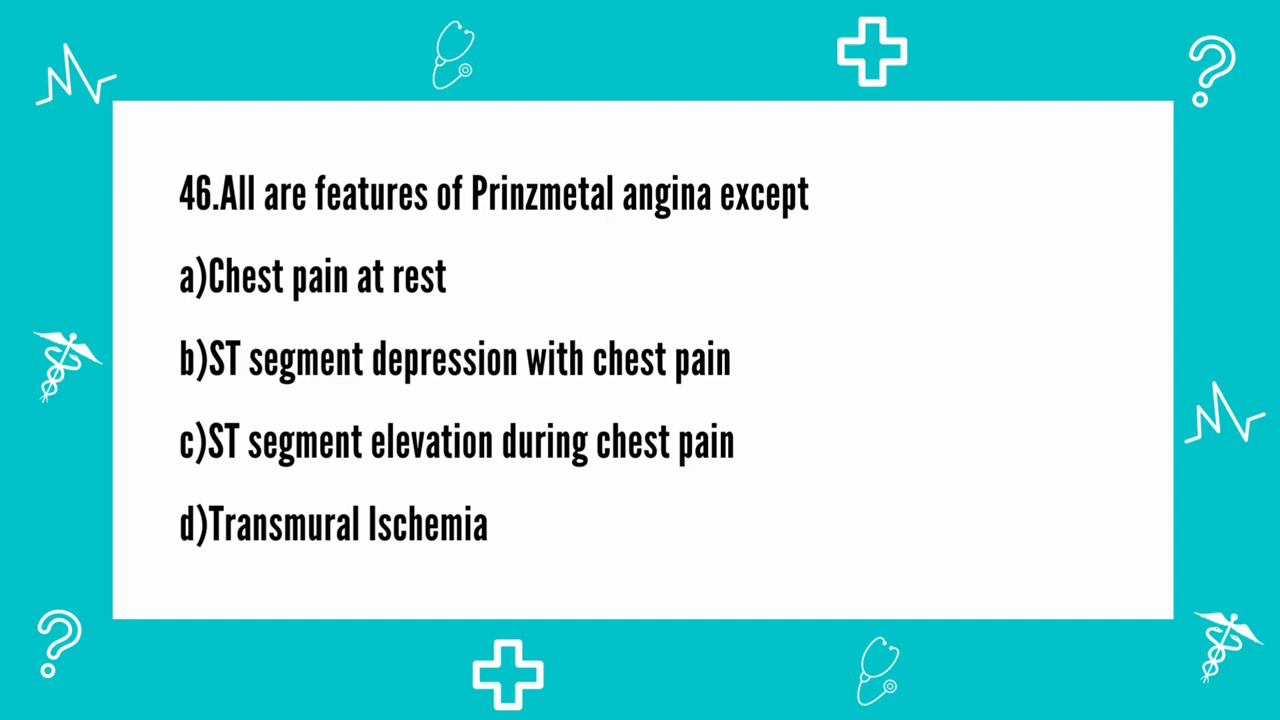 46.All are features of Prinzmetal angina except
a)Chest pain at rest
b)ST segment depression with chest pain
c)ST segment elevation during chest pain
d)Transmural Ischemia